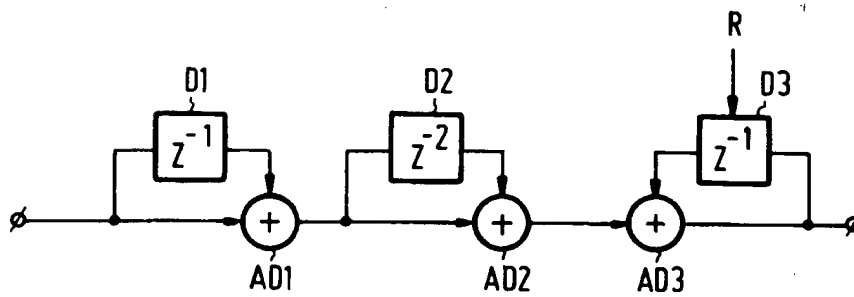 R
D1
D2
D3
z⁻¹
z⁻²
z⁻¹
+
+
+
AD1
AD2
AD3